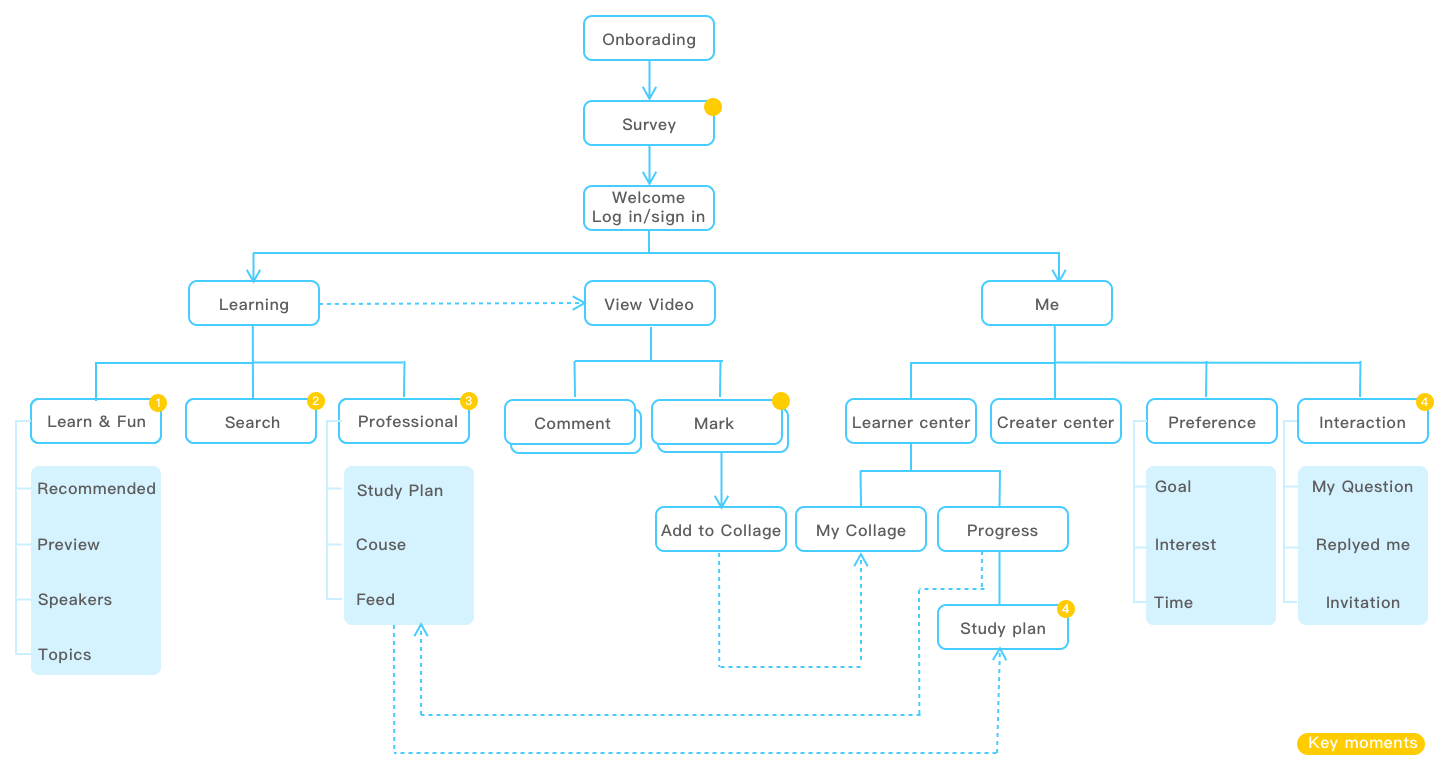 Onborading
Survey
Welcome
Log in/sign in
Learning
View Video
Me
Learn & Fun
1
Search
2
Professional
3
Comment
Mark
Learner center
Creater center
Preference
Interaction
4
Recommended
Preview
Speakers
Topics
Study Plan
Couse
Feed
Add to Collage
My Collage
Progress
Study plan
4
Goal
Interest
Time
My Question
Replyed me
Invitation
Key moments